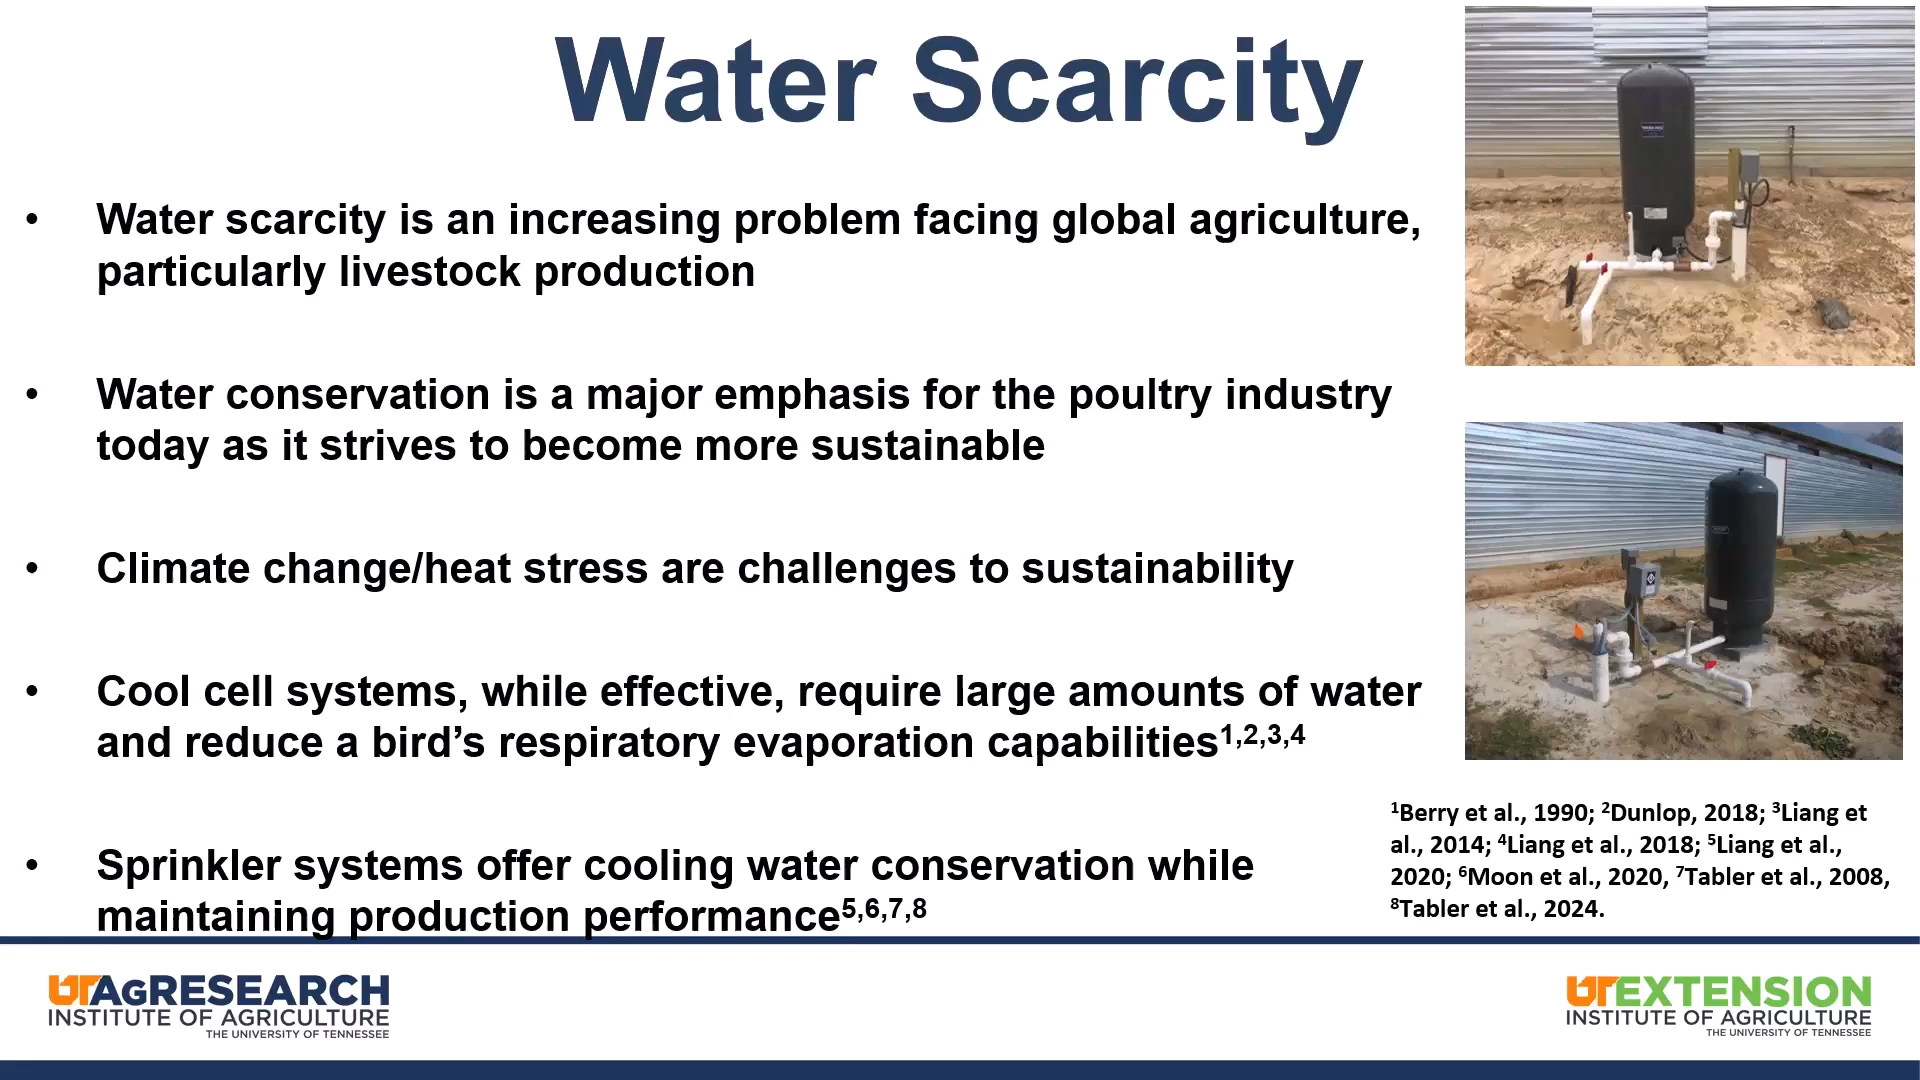 Water Scarcity
• Water scarcity is an increasing problem facing global agriculture,
particularly livestock production
• Water conservation is a major emphasis for the poultry industry
today as it strives to become more sustainable
• Climate change/heat stress are challenges to sustainability
• Cool cell systems, while effective, require large amounts of water
and reduce a bird’s respiratory evaporation capabilities1,2,3,4
• Sprinkler systems offer cooling water conservation while
maintaining production performance5,6,7,8
1Berry et al., 1990; 2Dunlop, 2018; 3Liang et
al., 2014; 4Liang et al., 2018; 5Liang et al.,
2020; 6Moon et al., 2020, 7Tabler et al., 2008,
8Tabler et al., 2024.
UTAGRESEARCH
INSTITUTE OF AGRICULTURE
THE UNIVERSITY OF TENNESSEE
UTEXTENSION
INSTITUTE OF AGRICULTURE
THE UNIVERSITY OF TENNESSEE